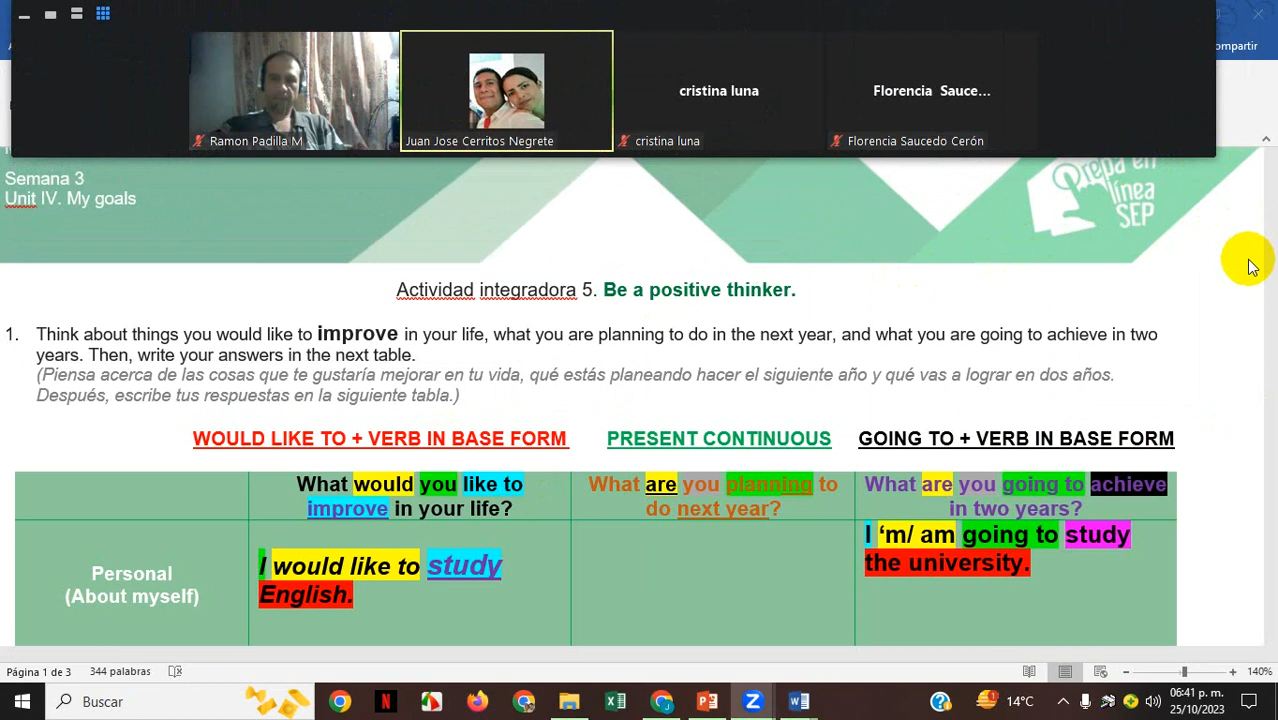 ompartir
cristina luna
Florencia Sauce...
Ramon Padilla M
Juan Jose Cerritos Negrete
cristina luna
Florencia Saucedo Cerón
Semana 3
Unit IV. My goals
Prepa en
línea
SEP
Actividad integradora 5. Be a positive thinker.
1. Think about things you would like to improve in your life, what you are planning to do in the next year, and what you are going to achieve in two
years. Then, write your answers in the next table.
(Piensa acerca de las cosas que te gustaría mejorar en tu vida, qué estás planeando hacer el siguiente año y qué vas a lograr en dos años.
Después, escribe tus respuestas en la siguiente tabla.)
WOULD LIKE TO + VERB IN BASE FORM
PRESENT CONTINUOUS
GOING TO + VERB IN BASE FORM
What would you like to
improve in your life?
What are you planning to
do next year?
What are you going to achieve
in two years?
Personal
(About myself)
I would like to study
English.
I 'm/ am going to study
the university.
Página 1 de 3
344 palabras
140%
Buscar
14°C
06:41 p. m.
25/10/2023